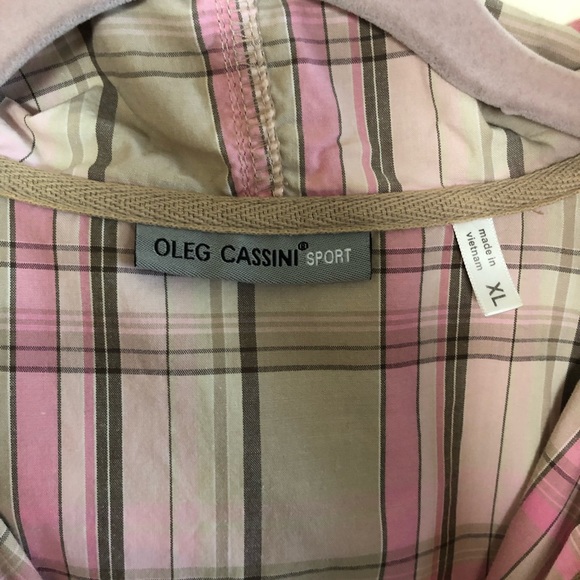 OLEG CASSINI® SPORT
made in
vietnam
XL